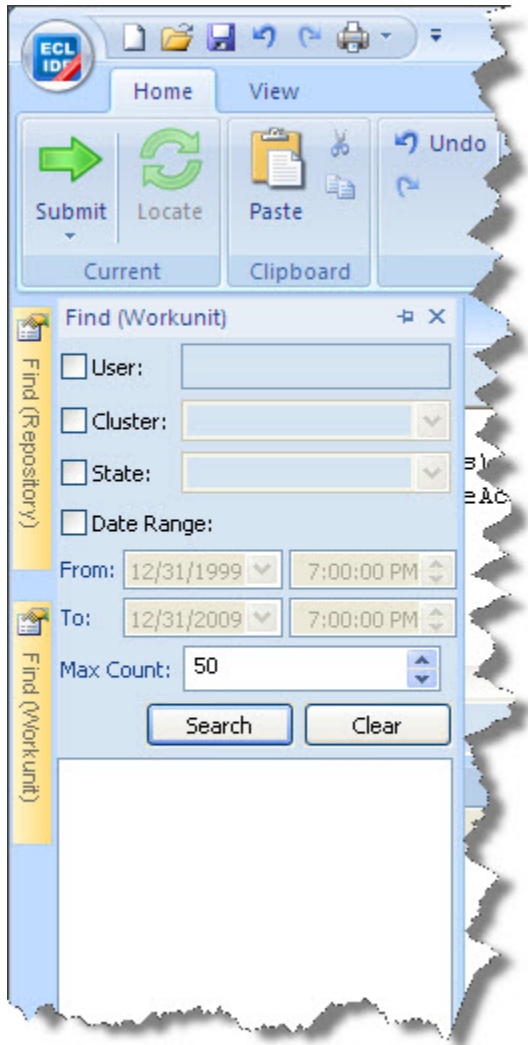 ECL
IDE
Home View
Undo
Submit Locate Paste
Current Clipboard
Find (Workunit)
Find (Repository)
Find (Workunit)
User:
Cluster:
State:
Date Range:
From: 12/31/1999 7:00:00 PM
To: 12/31/2009 7:00:00 PM
Max Count: 50
Search Clear